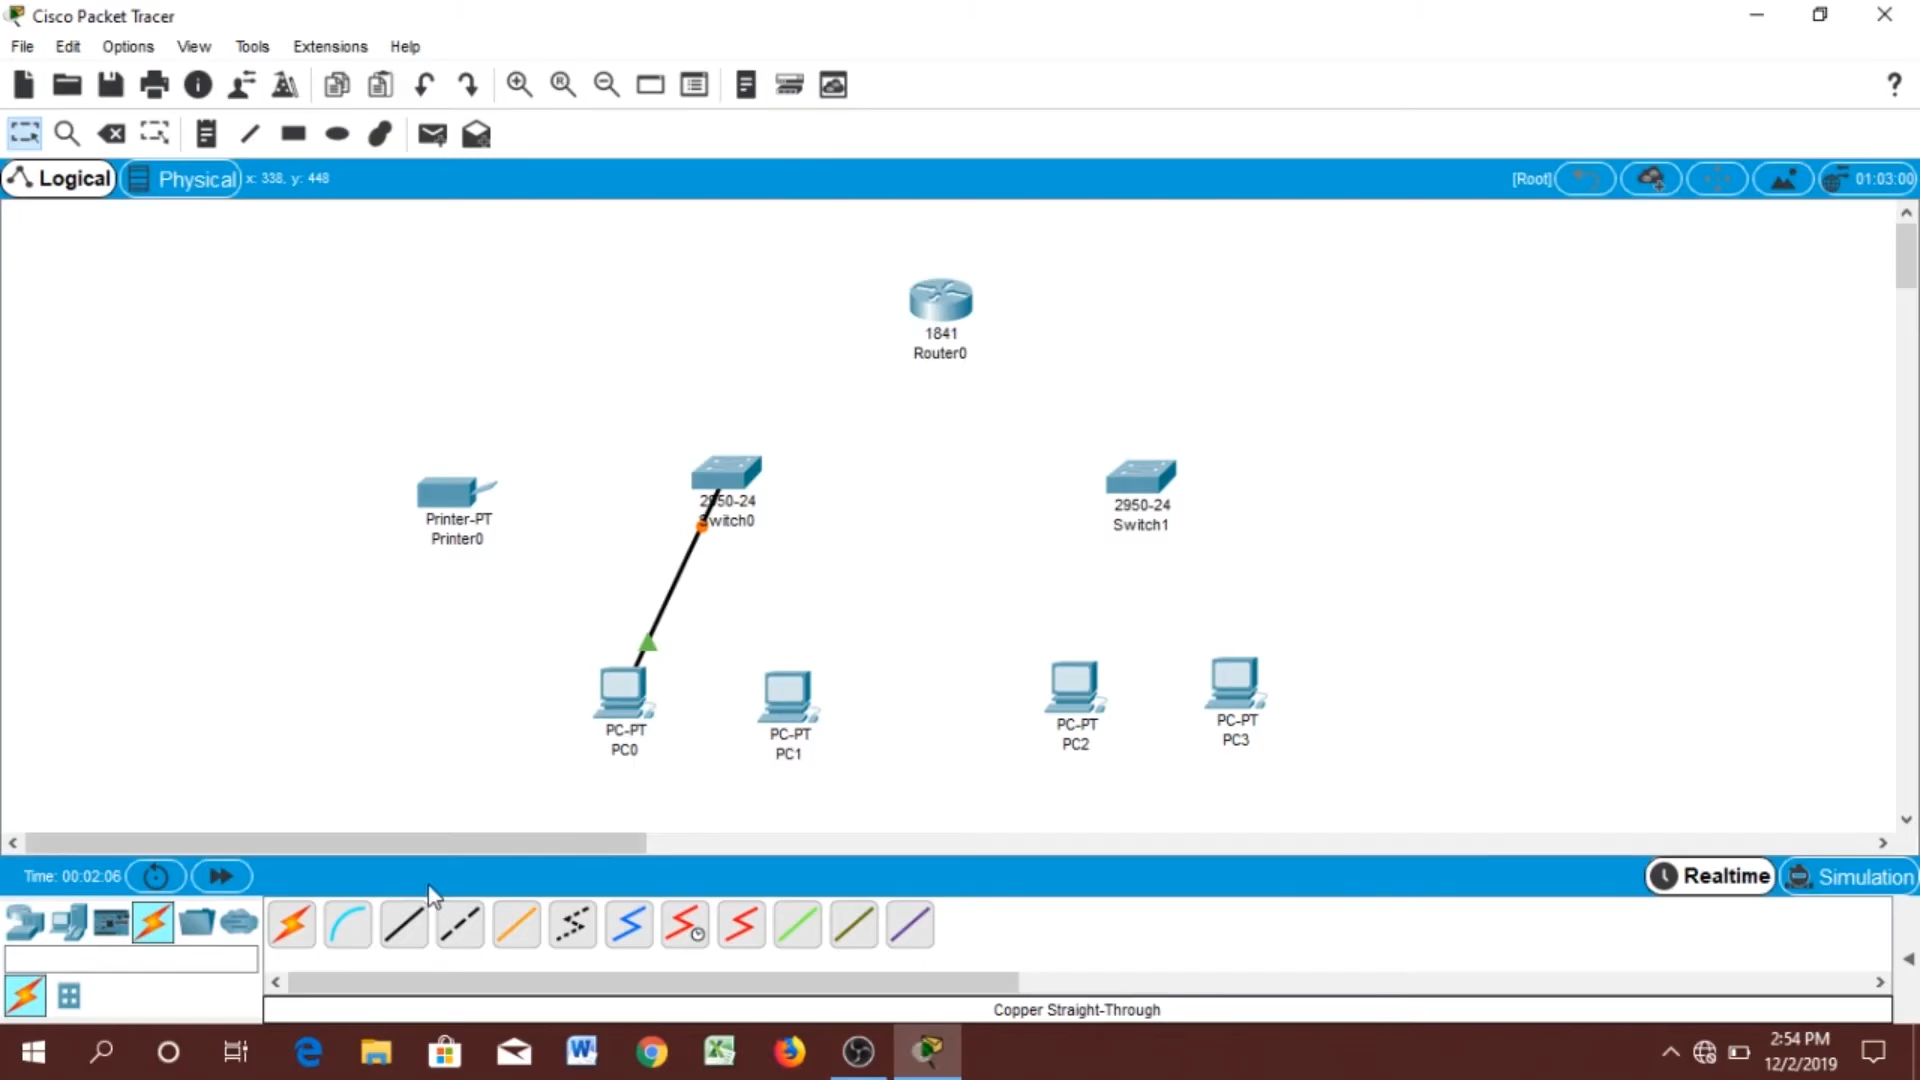 Cisco Packet Tracer
File Edit Options View Tools Extensions Help
?
Logical Physical x: 338, y: 448 [Root] 01:03:00
1841
Router0
Printer-PT
Printer0
2950-24
Switch0
2950-24
Switch1
PC-PT
PC0
PC-PT
PC1
PC-PT
PC2
PC-PT
PC3
Time: 00:02:06 Realtime Simulation
Copper Straight-Through
2:54 PM
12/2/2019